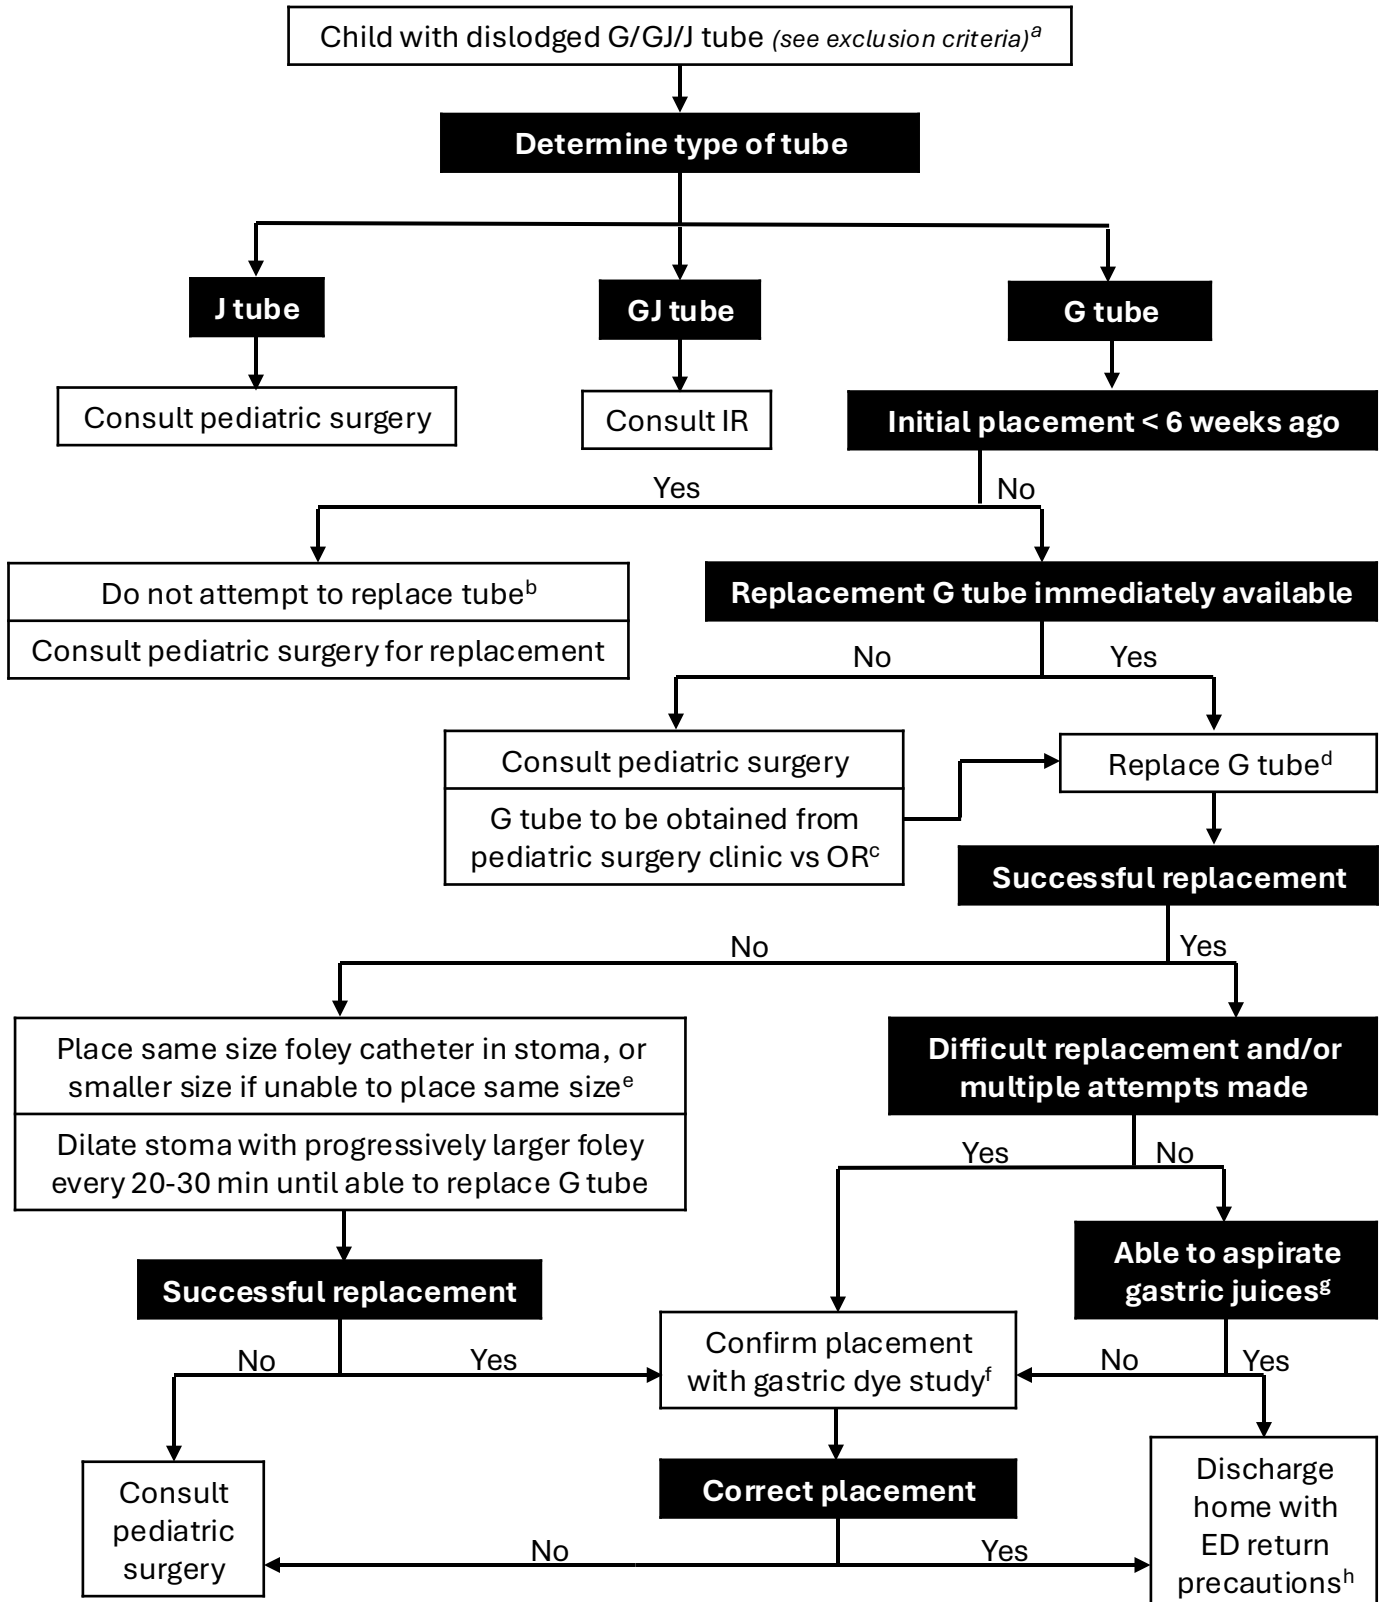 Child with dislodged G/GJ/J tube (see exclusion criteria)ᵃ
Determine type of tube
J tube
GJ tube
G tube
Consult pediatric surgery
Consult IR
Initial placement < 6 weeks ago
Yes
No
Do not attempt to replace tubeᵇ
Consult pediatric surgery for replacement
Replacement G tube immediately available
No
Yes
Consult pediatric surgery
G tube to be obtained from
pediatric surgery clinic vs ORᶜ
Replace G tubeᵈ
Successful replacement
No
Yes
Place same size foley catheter in stoma, or
smaller size if unable to place same sizeᵉ
Dilate stoma with progressively larger foley
every 20-30 min until able to replace G tube
Difficult replacement and/or
multiple attempts made
Yes
No
Successful replacement
Able to aspirate
gastric juicesᵍ
No
Yes
Confirm placement
with gastric dye studyᶠ
No
Yes
Consult
pediatric
surgery
Correct placement
No
Yes
Discharge
home with
ED return
precautionsʰ